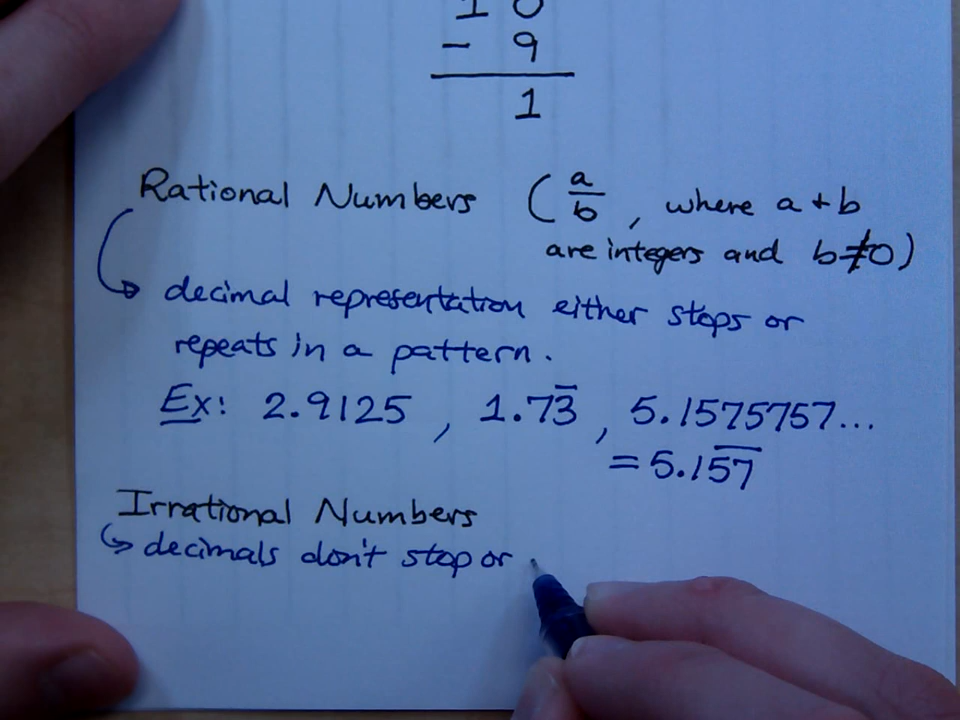 10
- 9
1
Rational Numbers (a/b, where a + b
are integers and b≠0)
decimal representation either stops or
repeats in a pattern.
Ex: 2.9125, 1.73̅, 5.1575757...
= 5.15̅7̅
Irrational Numbers
↳ decimals don't stop or